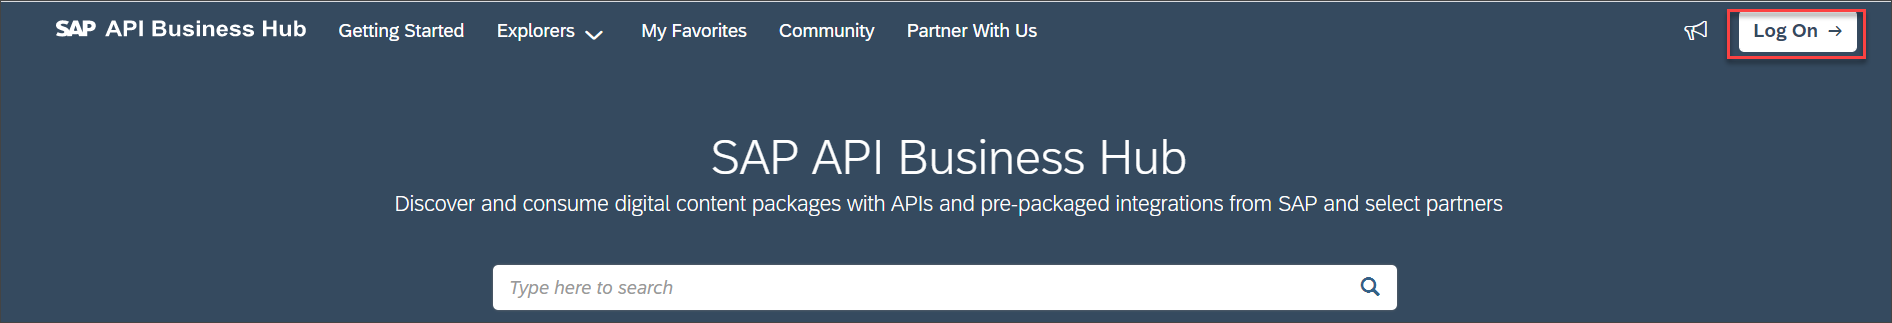 SAP API Business Hub Getting Started Explorers My Favorites Community Partner With Us Log On →
SAP API Business Hub
Discover and consume digital content packages with APIs and pre-packaged integrations from SAP and select partners
Type here to search